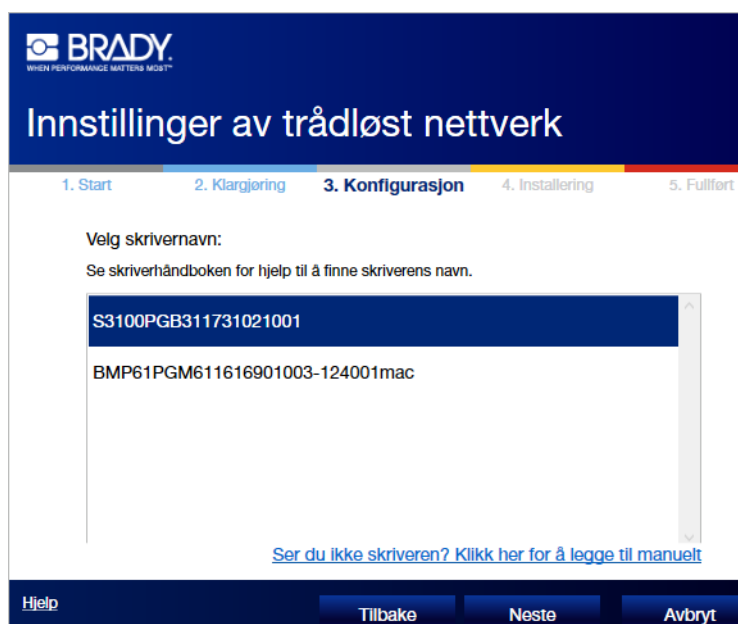 BRADY.
WHEN PERFORMANCE MATTERS MOST™
Innstillinger av trådløst nettverk
1. Start 2. Klargjøring 3. Konfigurasjon 4. Installering 5. Fullført
Velg skrivernavn:
Se skriverhåndboken for hjelp til å finne skriverens navn.
S3100PGB311731021001
BMP61PGM611616901003-124001mac
Ser du ikke skriveren? Klikk her for å legge til manuelt
Hjelp Tilbake Neste Avbryt